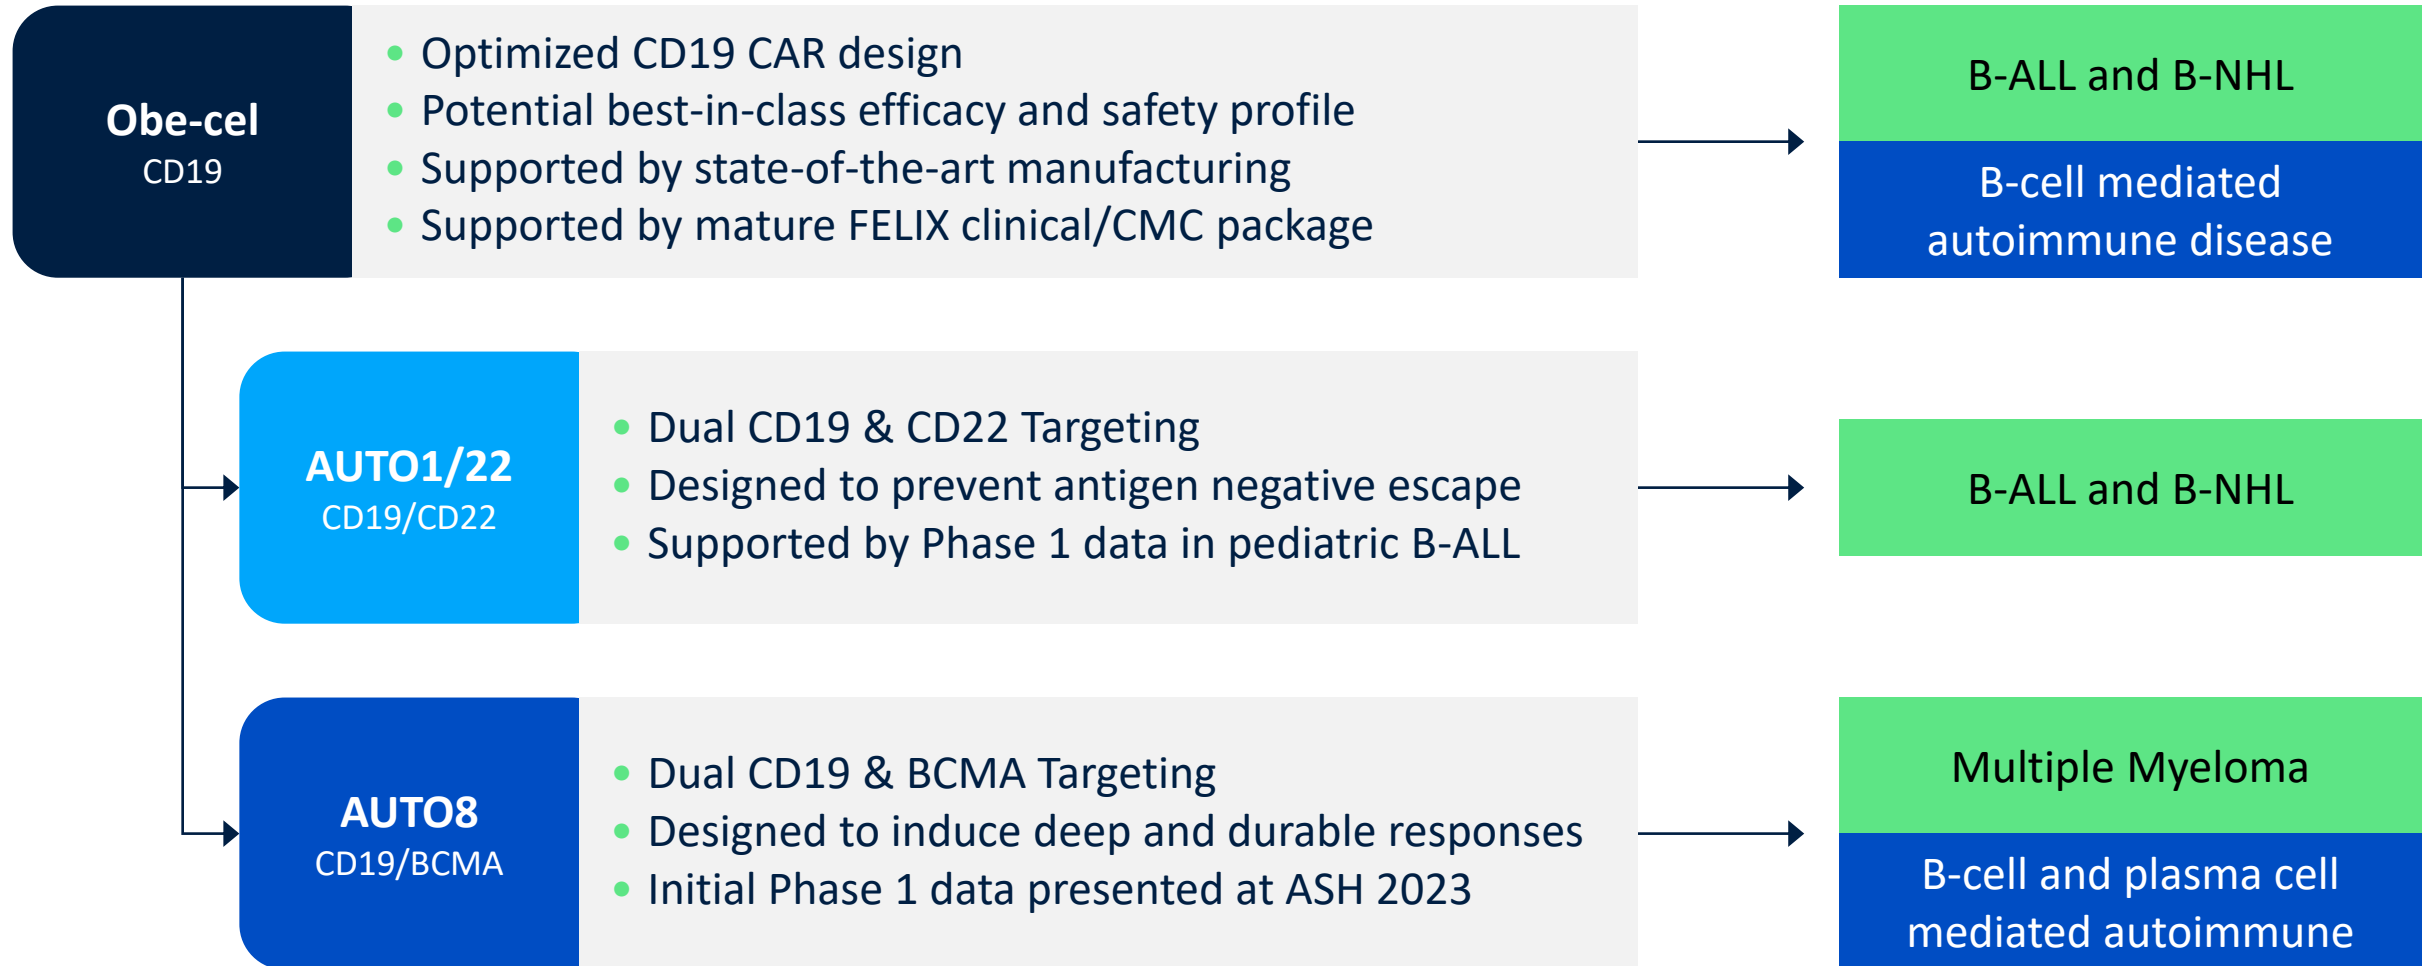 Obe-cel
CD19
• Optimized CD19 CAR design
• Potential best-in-class efficacy and safety profile
• Supported by state-of-the-art manufacturing
• Supported by mature FELIX clinical/CMC package
B-ALL and B-NHL
B-cell mediated
autoimmune disease
AUTO1/22
CD19/CD22
• Dual CD19 & CD22 Targeting
• Designed to prevent antigen negative escape
• Supported by Phase 1 data in pediatric B-ALL
B-ALL and B-NHL
AUTO8
CD19/BCMA
• Dual CD19 & BCMA Targeting
• Designed to induce deep and durable responses
• Initial Phase 1 data presented at ASH 2023
Multiple Myeloma
B-cell and plasma cell
mediated autoimmune